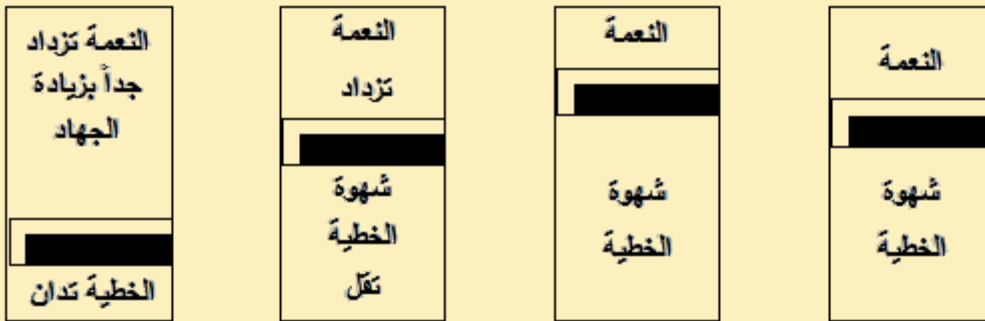 النعمة
شهوة
الخطية
النعمة
شهوة
الخطية
النعمة
تزداد
شهوة
الخطية
تقل
النعمة تزداد
جداً بزيادة
الجهاد
الخطية تدان